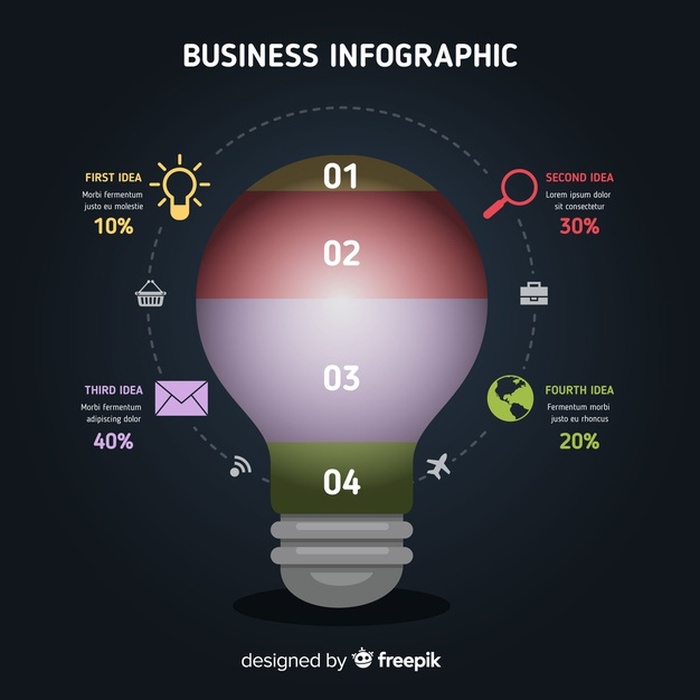 BUSINESS INFOGRAPHIC
01
FIRST IDEA
Morbi fermentum
justo eu molestie
10%
SECOND IDEA
Lorem ipsum dolor
sit consectetur
30%
02
03
THIRD IDEA
Morbi fermentum
adipiscing dolor
40%
FOURTH IDEA
Fermentum morbi
justo eu rhoncus
20%
04
designed by freepik